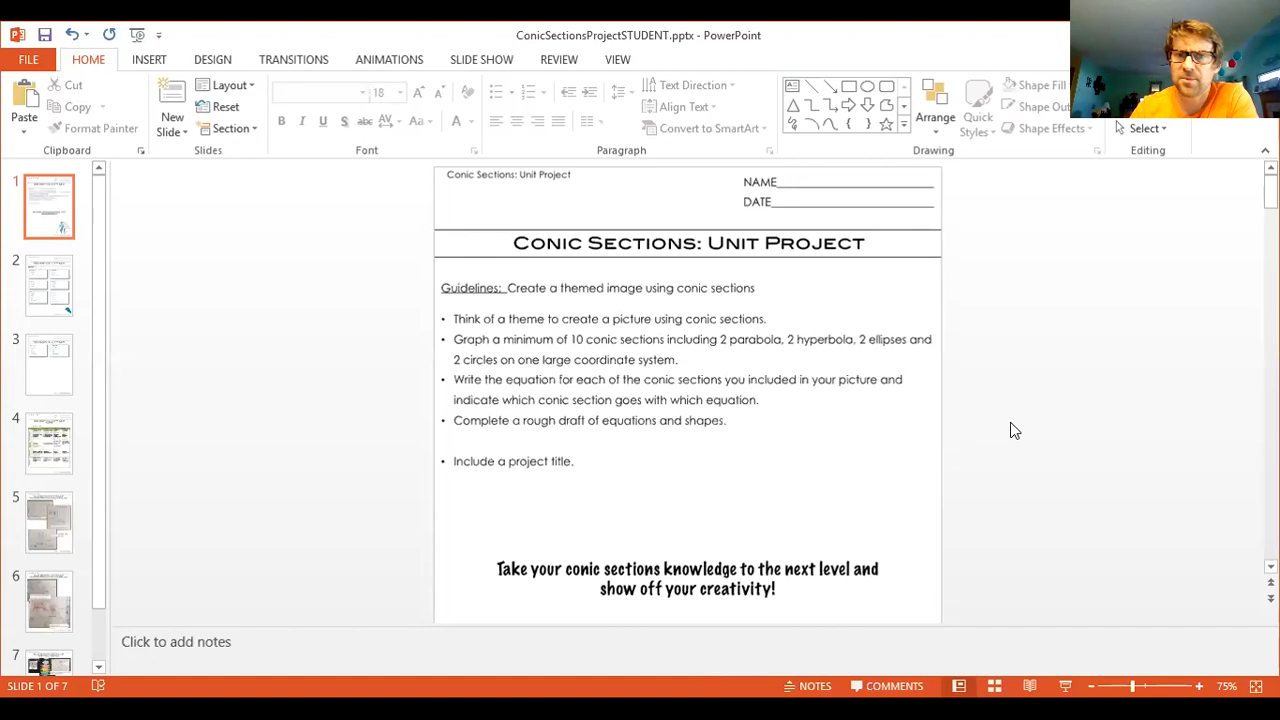 ConicSectionsProjectSTUDENT.pptx - PowerPoint
FILE HOME INSERT DESIGN TRANSITIONS ANIMATIONS SLIDE SHOW REVIEW VIEW
Paste
Cut
Copy
Format Painter
Clipboard
New Slide
Layout
Reset
Section
Slides
18
B I U S abc AV Aa A
Font
Text Direction
Align Text
Convert to SmartArt
Paragraph
Arrange
Quick Styles
Shape Fill
Shape Out
Shape Effects
Drawing
Select
Editing
1
2
3
4
5
6
7
Conic Sections: Unit Project
NAME
DATE
CONIC SECTIONS: UNIT PROJECT
Guidelines: Create a themed image using conic sections
• Think of a theme to create a picture using conic sections.
• Graph a minimum of 10 conic sections including 2 parabola, 2 hyperbola, 2 ellipses and
2 circles on one large coordinate system.
• Write the equation for each of the conic sections you included in your picture and
indicate which conic section goes with which equation.
• Complete a rough draft of equations and shapes.
• Include a project title.
Take your conic sections knowledge to the next level and
show off your creativity!
Click to add notes
SLIDE 1 OF 7
NOTES
COMMENTS
75%